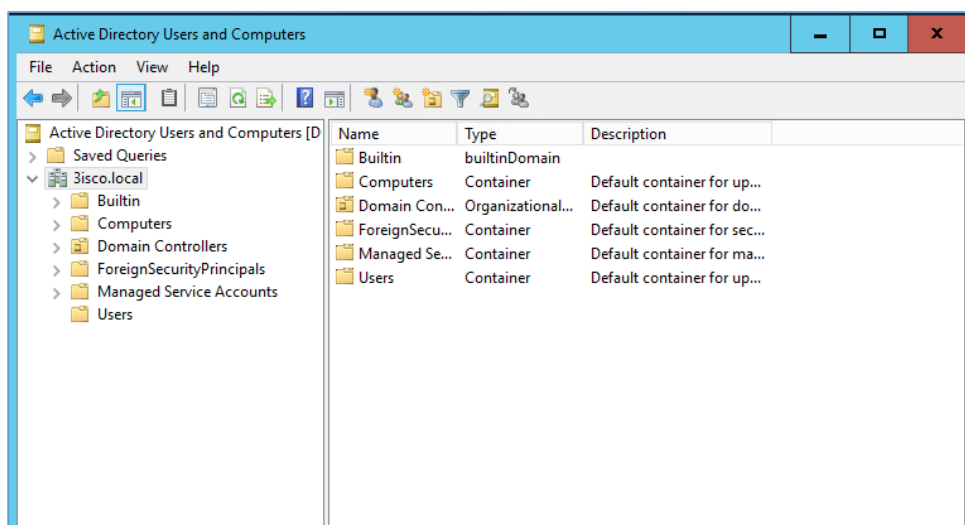 Active Directory Users and Computers
File Action View Help
Active Directory Users and Computers [D
Saved Queries
3isco.local
Builtin
Computers
Domain Controllers
ForeignSecurityPrincipals
Managed Service Accounts
Users
Name Type Description
Builtin builtinDomain
Computers Container Default container for up...
Domain Con... Organizational... Default container for do...
ForeignSecu... Container Default container for sec...
Managed Se... Container Default container for ma...
Users Container Default container for up...